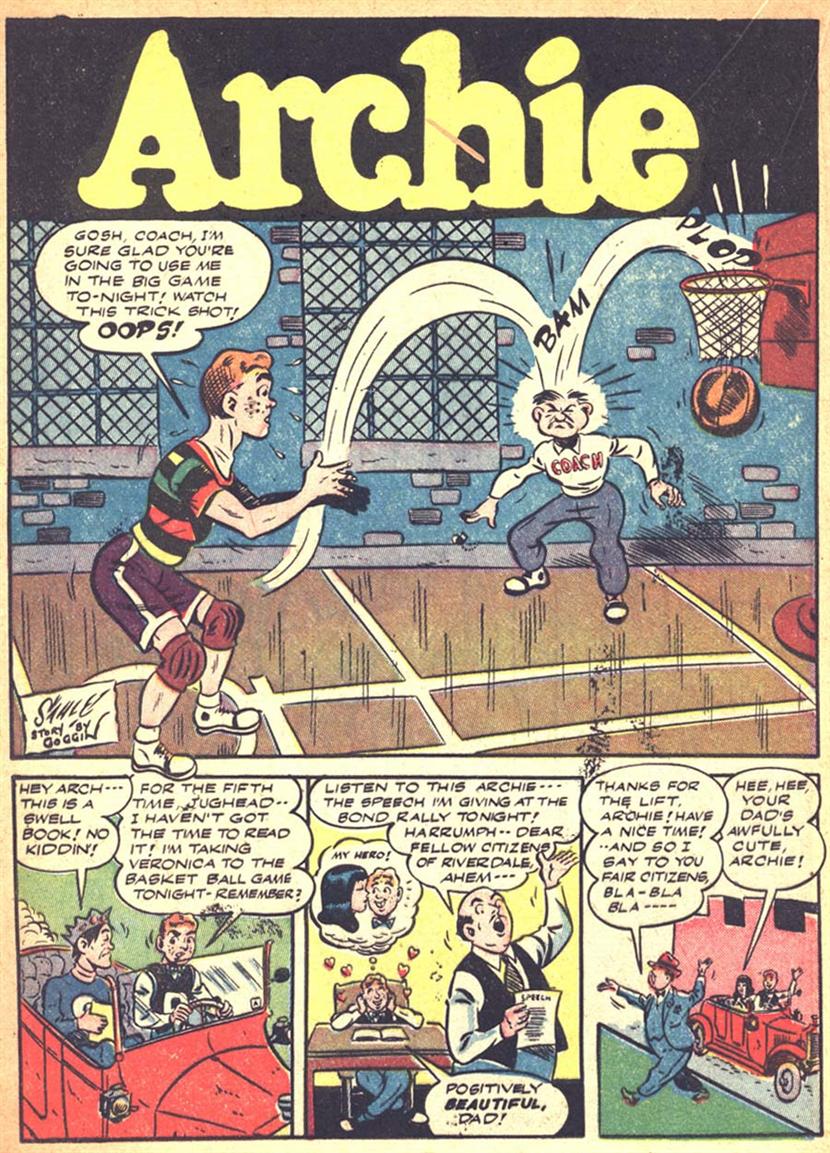 Archie
GOSH, COACH, I'M
SURE GLAD YOU'RE
GOING TO USE ME
IN THE BIG GAME
TO-NIGHT! WATCH
THIS TRICK SHOT!
OOPS!
BAM
PLOP
COACH
STORY BY
GOGGIN
HEY ARCH---
THIS IS A
SWELL
BOOK! NO
KIDDIN!
FOR THE FIFTH
TIME, JUGHEAD--
I HAVEN'T GOT
THE TIME TO READ
IT! I'M TAKING
VERONICA TO THE
BASKET BALL GAME
TONIGHT-REMEMBER?
LISTEN TO THIS ARCHIE---
THE SPEECH I'M GIVING AT THE
BOND RALLY TONIGHT!
HARRUMPH-- DEAR
FELLOW CITIZENS
OF RIVERDALE,
AHEM---
MY HERO!
SPEECH
POSITIVELY
BEAUTIFUL,
DAD!
THANKS FOR
THE LIFT,
ARCHIE! HAVE
A NICE TIME!
--AND SO I
SAY TO YOU
FAIR CITIZENS,
BLA-BLA
BLA----
HEE, HEE,
YOUR
DAD'S
AWFULLY
CUTE,
ARCHIE!